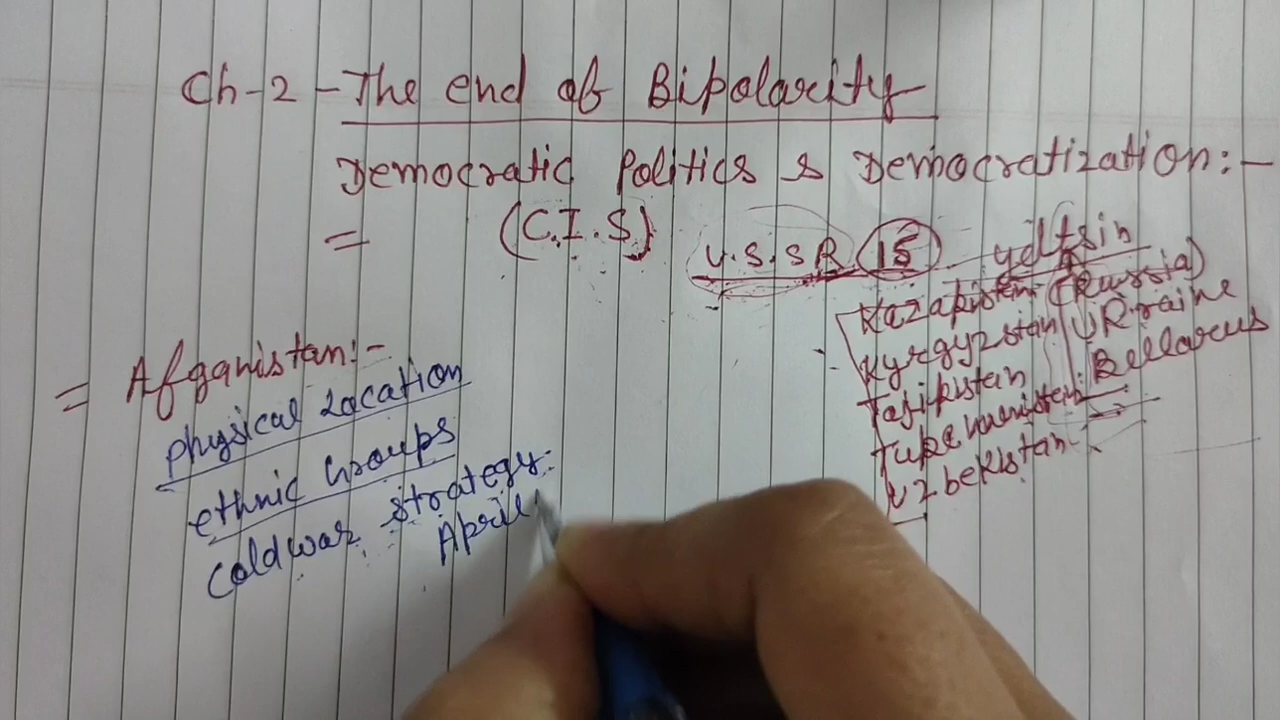 Ch-2 - The end of Bipolarity
Democratic Politics & Democratization:-
= (C.I.S) U.S.S.R (15) yeltsin
Kazakistan (Russia)
Kyrgyzstan UKraine
Tajikistan Bellarus
Uzbekistan
= Afganistan:-
physical Location
ethnic Groups
coldwar strategy:
April